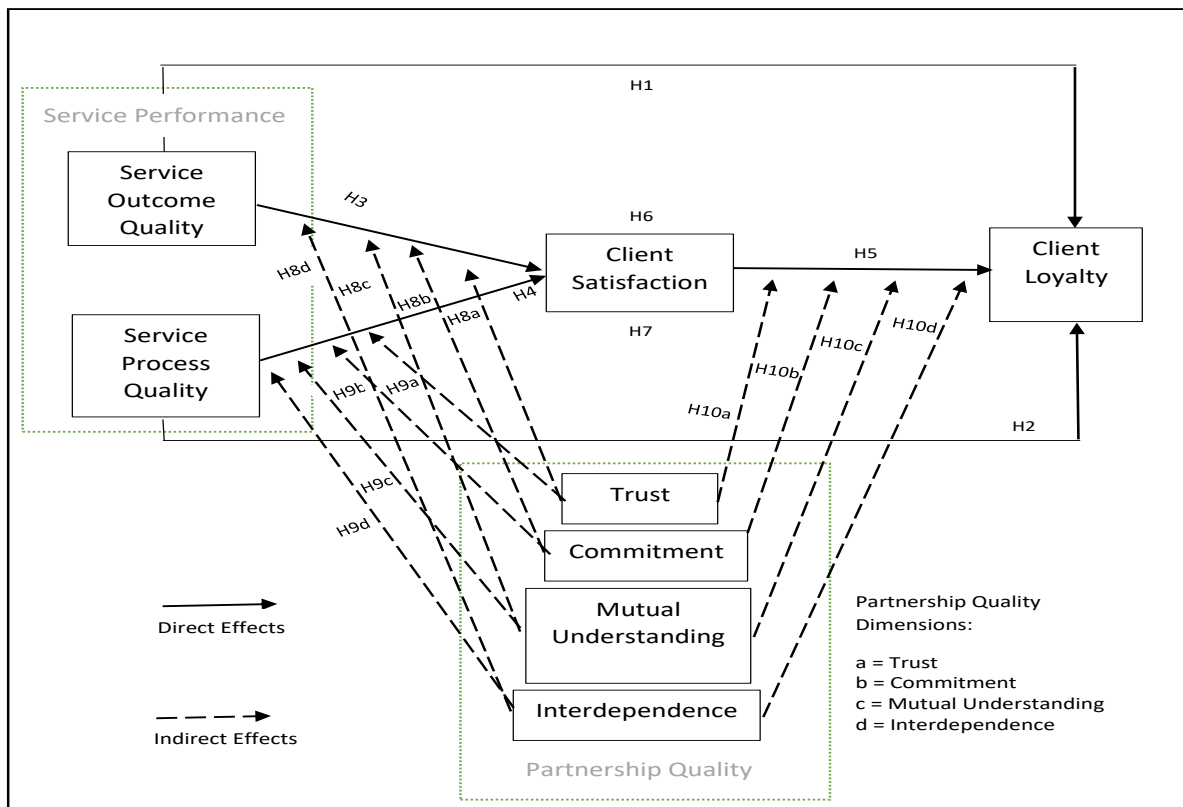 H1
Service Performance
Service
Outcome
Quality
H3
H6
Client
Satisfaction
H5
Client
Loyalty
H8d
H8c
H8b
H8a
H4
H7
H10d
H10c
H10b
H10a
Service
Process
Quality
H9b
H9a
H2
H9c
H9d
Trust
Commitment
Mutual
Understanding
Interdependence
Partnership Quality
Direct Effects
Indirect Effects
Partnership Quality
Dimensions:
a = Trust
b = Commitment
c = Mutual Understanding
d = Interdependence